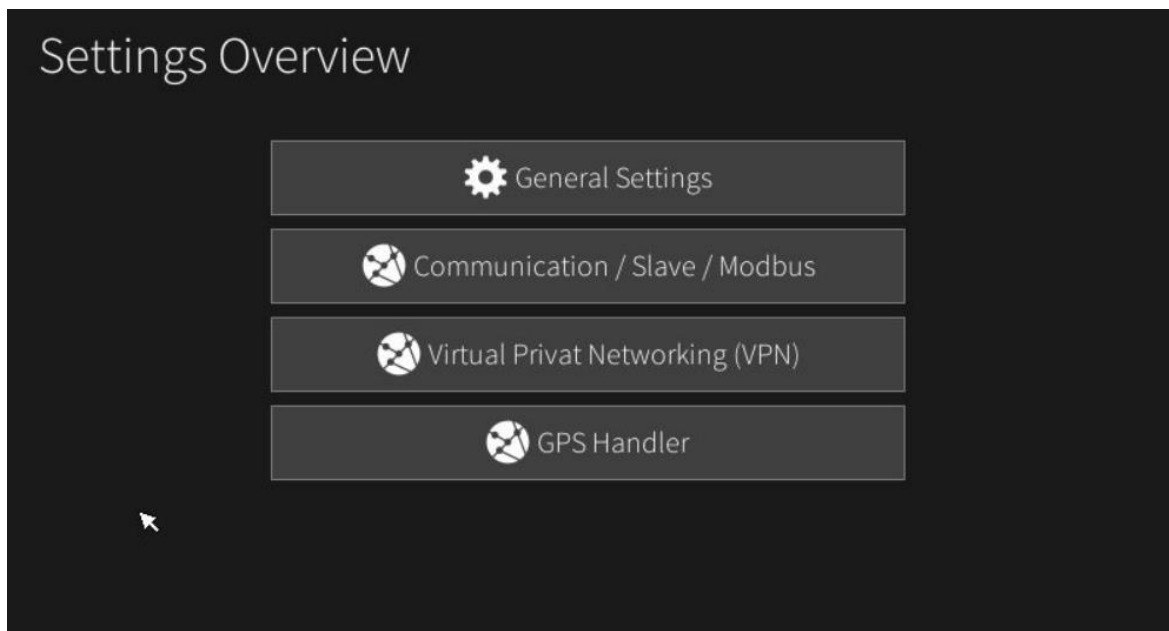 Settings Overview
General Settings
Communication / Slave / Modbus
Virtual Privat Networking (VPN)
GPS Handler